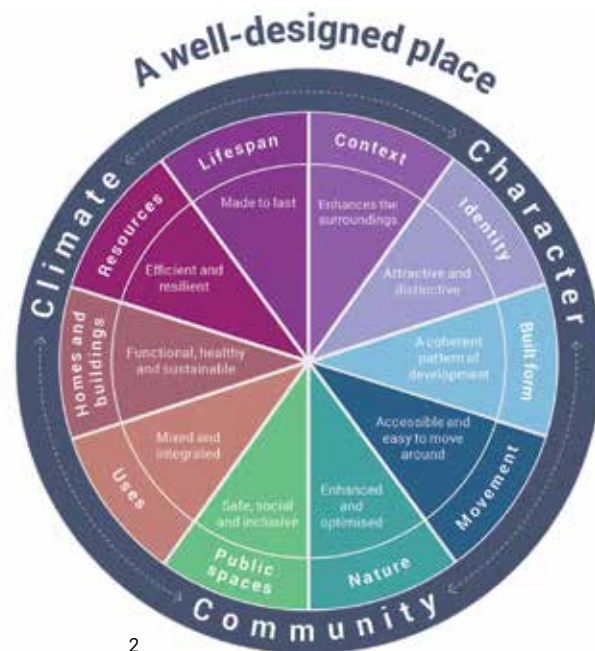 A well-designed place
Climate
Character
Community
Context
Enhances the
surroundings
Identity
Attractive and
distinctive
Built form
A coherent
pattern of
development
Movement
Accessible and
easy to move
around
Nature
Enhanced
and
optimised
Public
spaces
Safe, social
and inclusive
Uses
Mixed and
integrated
Homes and
buildings
Functional, healthy
and sustainable
Resources
Efficient and
resilient
Lifespan
Made to last
2